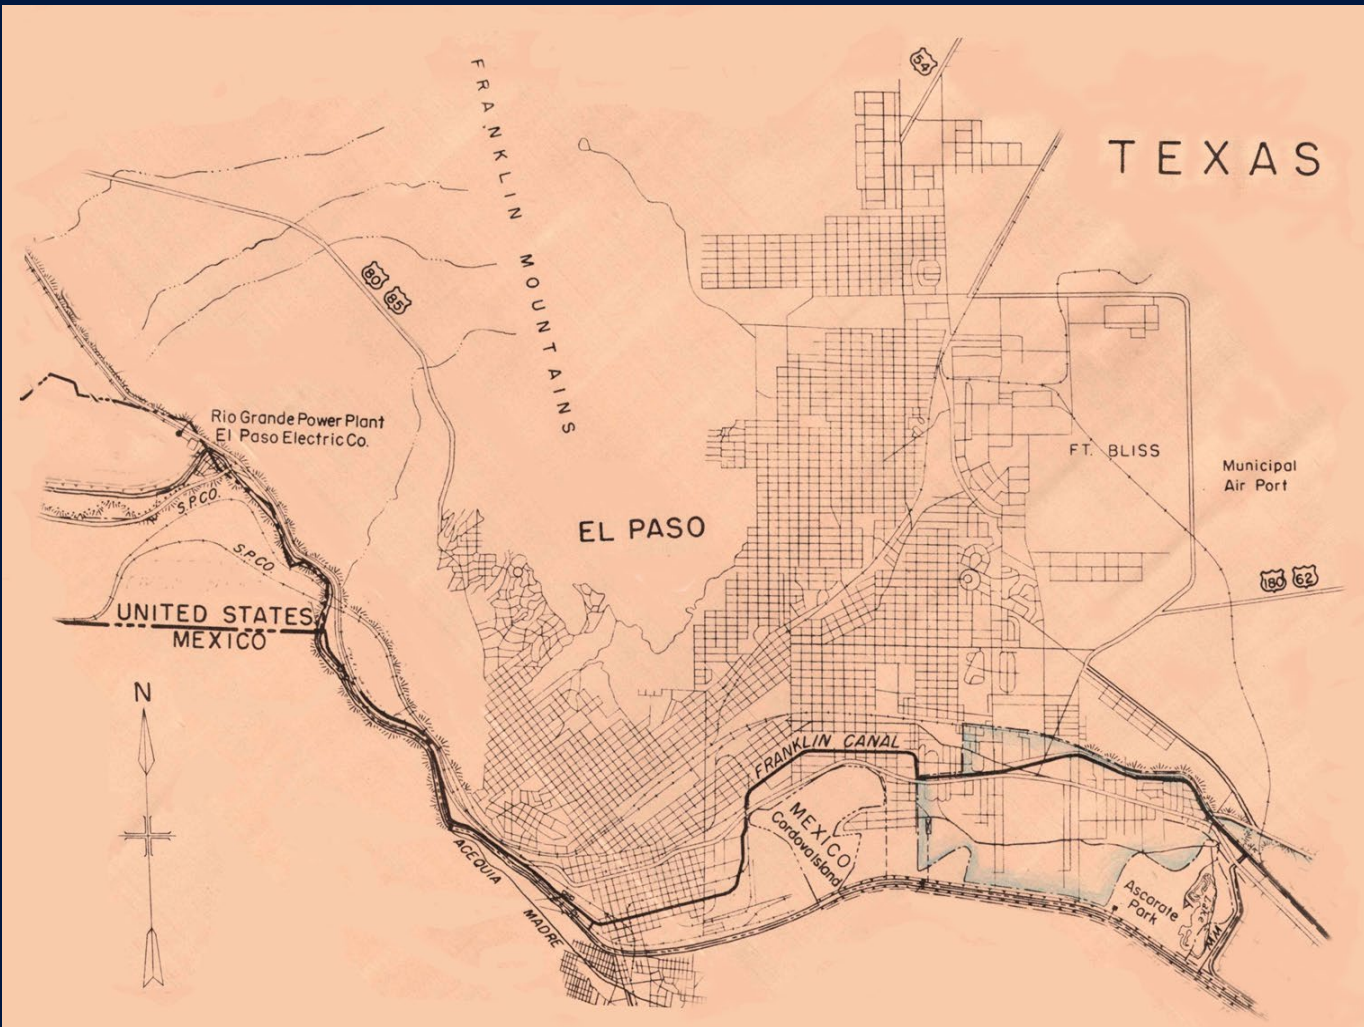 54
TEXAS
FRANKLIN MOUNTAINS
80
85
Rio Grande Power Plant
El Paso Electric Co.
FT. BLISS
Municipal
Air Port
S.P.CO.
EL PASO
S.P.CO.
180
62
UNITED STATES
MEXICO
N
FRANKLIN CANAL
MEXICO
Cordova Island
ACEQUIA
MADRE
Ascarate
Park
Lake
W.W.